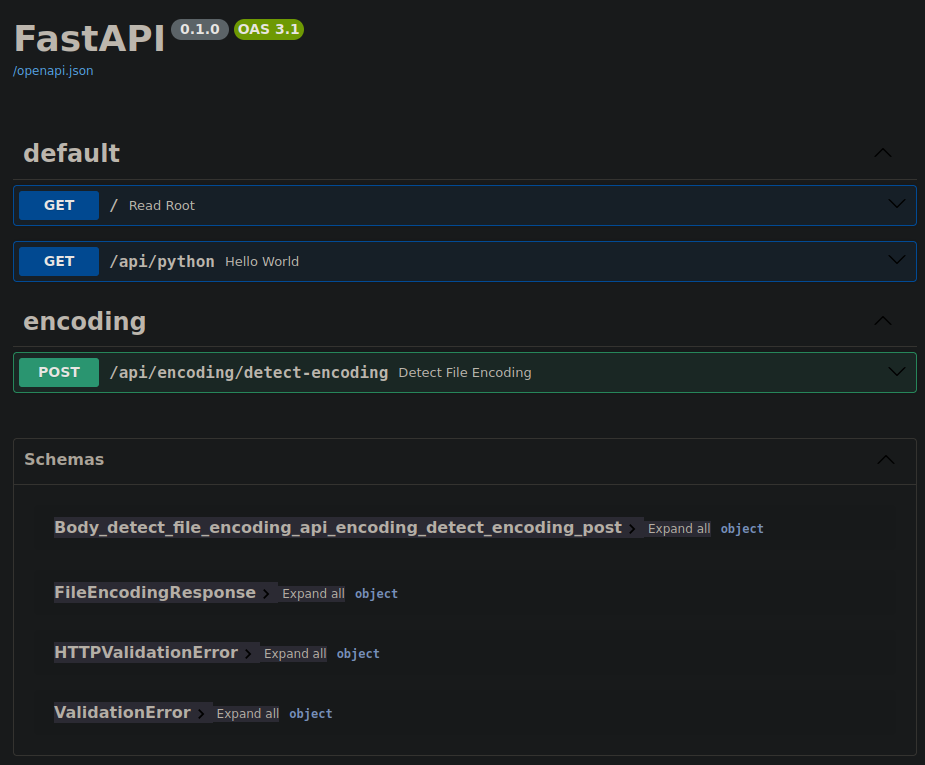 FastAPI 0.1.0 OAS 3.1
/openapi.json
default
GET / Read Root
GET /api/python Hello World
encoding
POST /api/encoding/detect-encoding Detect File Encoding
Schemas
Body_detect_file_encoding_api_encoding_detect_encoding_post Expand all object
FileEncodingResponse Expand all object
HTTPValidationError Expand all object
ValidationError Expand all object